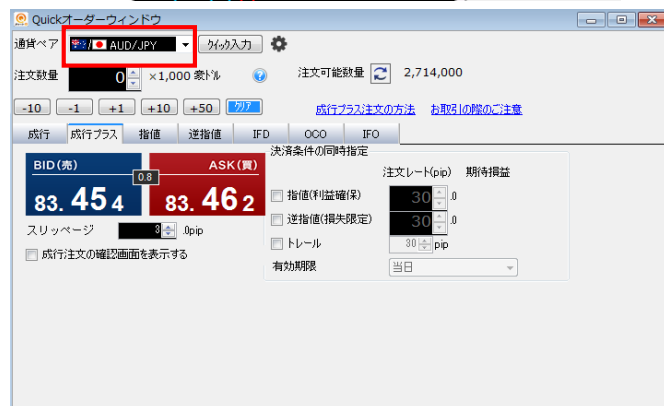 Quickオーダーウィンドウ
通貨ペア AUD/JPY クイック入力
注文数量 0 ×1,000 豪ドル 注文可能数量 2,714,000
-10 -1 +1 +10 +50 クリア 成行プラス注文の方法 お取引の際のご注意
成行 成行プラス 指値 逆指値 IFD OCO IFO
決済条件の同時指定
BID(売) 0.8 ASK(買)
83.454 83.462
注文レート(pip) 期待損益
指値(利益確保) 30 .0
スリッページ 3 .0pip
逆指値(損失限定) 30 .0
成行注文の確認画面を表示する
トレール 30 pip
有効期限 当日